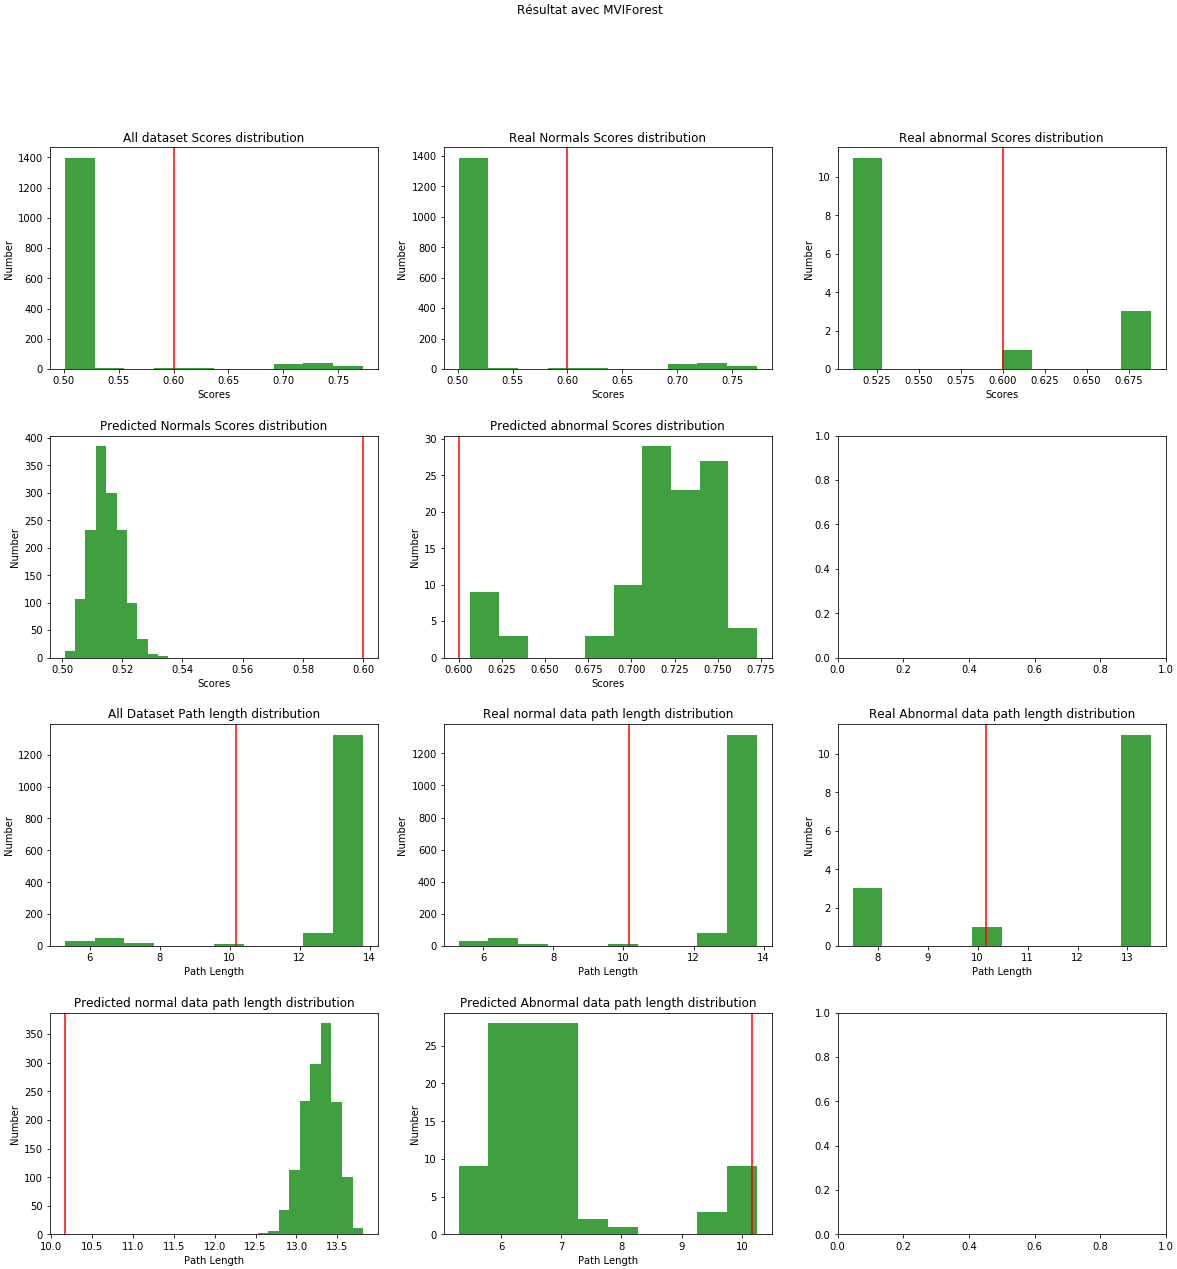 Résultat avec MVIForest
All dataset Scores distribution
Number
1400
1200
1000
800
600
400
200
0
0.50 0.55 0.60 0.65 0.70 0.75
Scores
Real Normals Scores distribution
Number
1400
1200
1000
800
600
400
200
0
0.50 0.55 0.60 0.65 0.70 0.75
Scores
Real abnormal Scores distribution
Number
10
8
6
4
2
0
0.525 0.550 0.575 0.600 0.625 0.650 0.675
Scores
Predicted Normals Scores distribution
Number
400
350
300
250
200
150
100
50
0
0.50 0.52 0.54 0.56 0.58 0.60
Scores
Predicted abnormal Scores distribution
Number
30
25
20
15
10
5
0
0.600 0.625 0.650 0.675 0.700 0.725 0.750 0.775
Scores
1.0
0.8
0.6
0.4
0.2
0.0
0.0 0.2 0.4 0.6 0.8 1.0
All Dataset Path length distribution
Number
1200
1000
800
600
400
200
0
6 8 10 12 14
Path Length
Real normal data path length distribution
Number
1200
1000
800
600
400
200
0
6 8 10 12 14
Path Length
Real Abnormal data path length distribution
Number
10
8
6
4
2
0
8 9 10 11 12 13
Path Length
Predicted normal data path length distribution
Number
350
300
250
200
150
100
50
0
10.0 10.5 11.0 11.5 12.0 12.5 13.0 13.5
Path Length
Predicted Abnormal data path length distribution
Number
25
20
15
10
5
0
6 7 8 9 10
Path Length
1.0
0.8
0.6
0.4
0.2
0.0
0.0 0.2 0.4 0.6 0.8 1.0